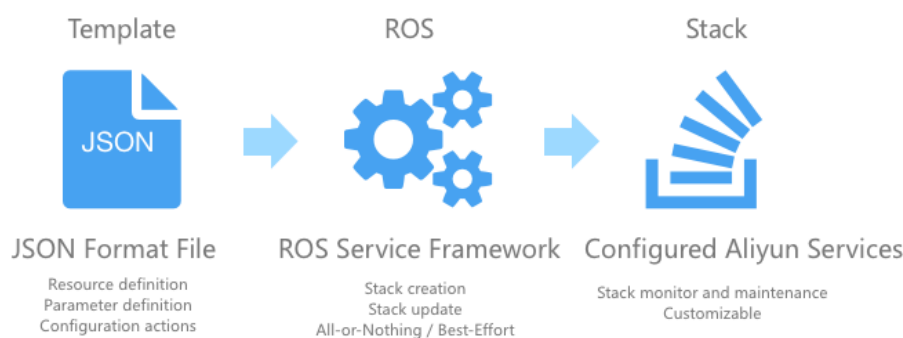 Template
ROS
Stack
JSON
JSON Format File
ROS Service Framework
Configured Aliyun Services
Resource definition
Parameter definition
Configuration actions
Stack creation
Stack update
All-or-Nothing / Best-Effort
Stack monitor and maintenance
Customizable